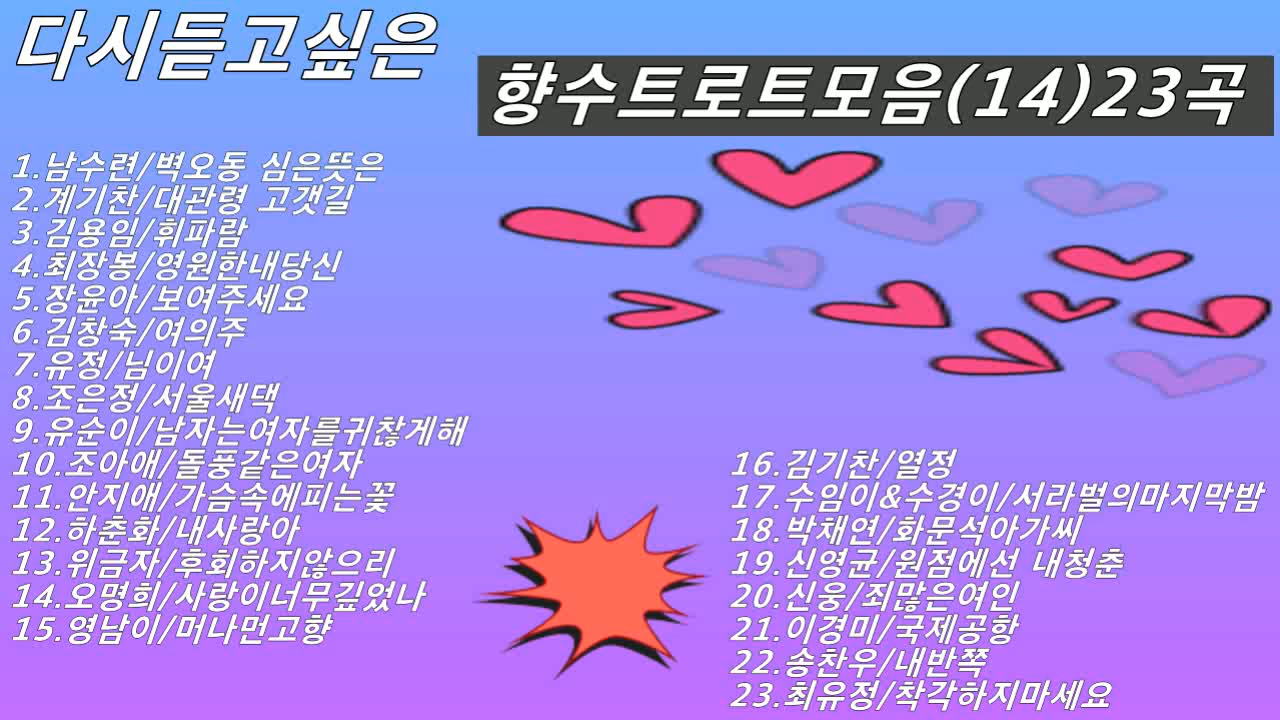 다시듣고싶은
향수트로트모음(14)23곡
1.남수련/벽오동 심은뜻은
2.계기찬/대관령 고갯길
3.김용임/휘파람
4.최장봉/영원한내당신
5.장윤아/보여주세요
6.김창숙/여의주
7.유정/님이여
8.조은정/서울새댁
9.유순이/남자는여자를귀찮게해
10.조아애/돌풍같은여자
11.안지애/가슴속에피는꽃
12.하춘화/내사랑아
13.위금자/후회하지않으리
14.오명희/사랑이너무깊었나
15.영남이/머나먼고향
16.김기찬/열정
17.수임이&수경이/서라벌의마지막밤
18.박채연/화문석아가씨
19.신영균/원점에선 내청춘
20.신웅/죄많은여인
21.이경미/국제공항
22.송찬우/내반쪽
23.최유정/착각하지마세요